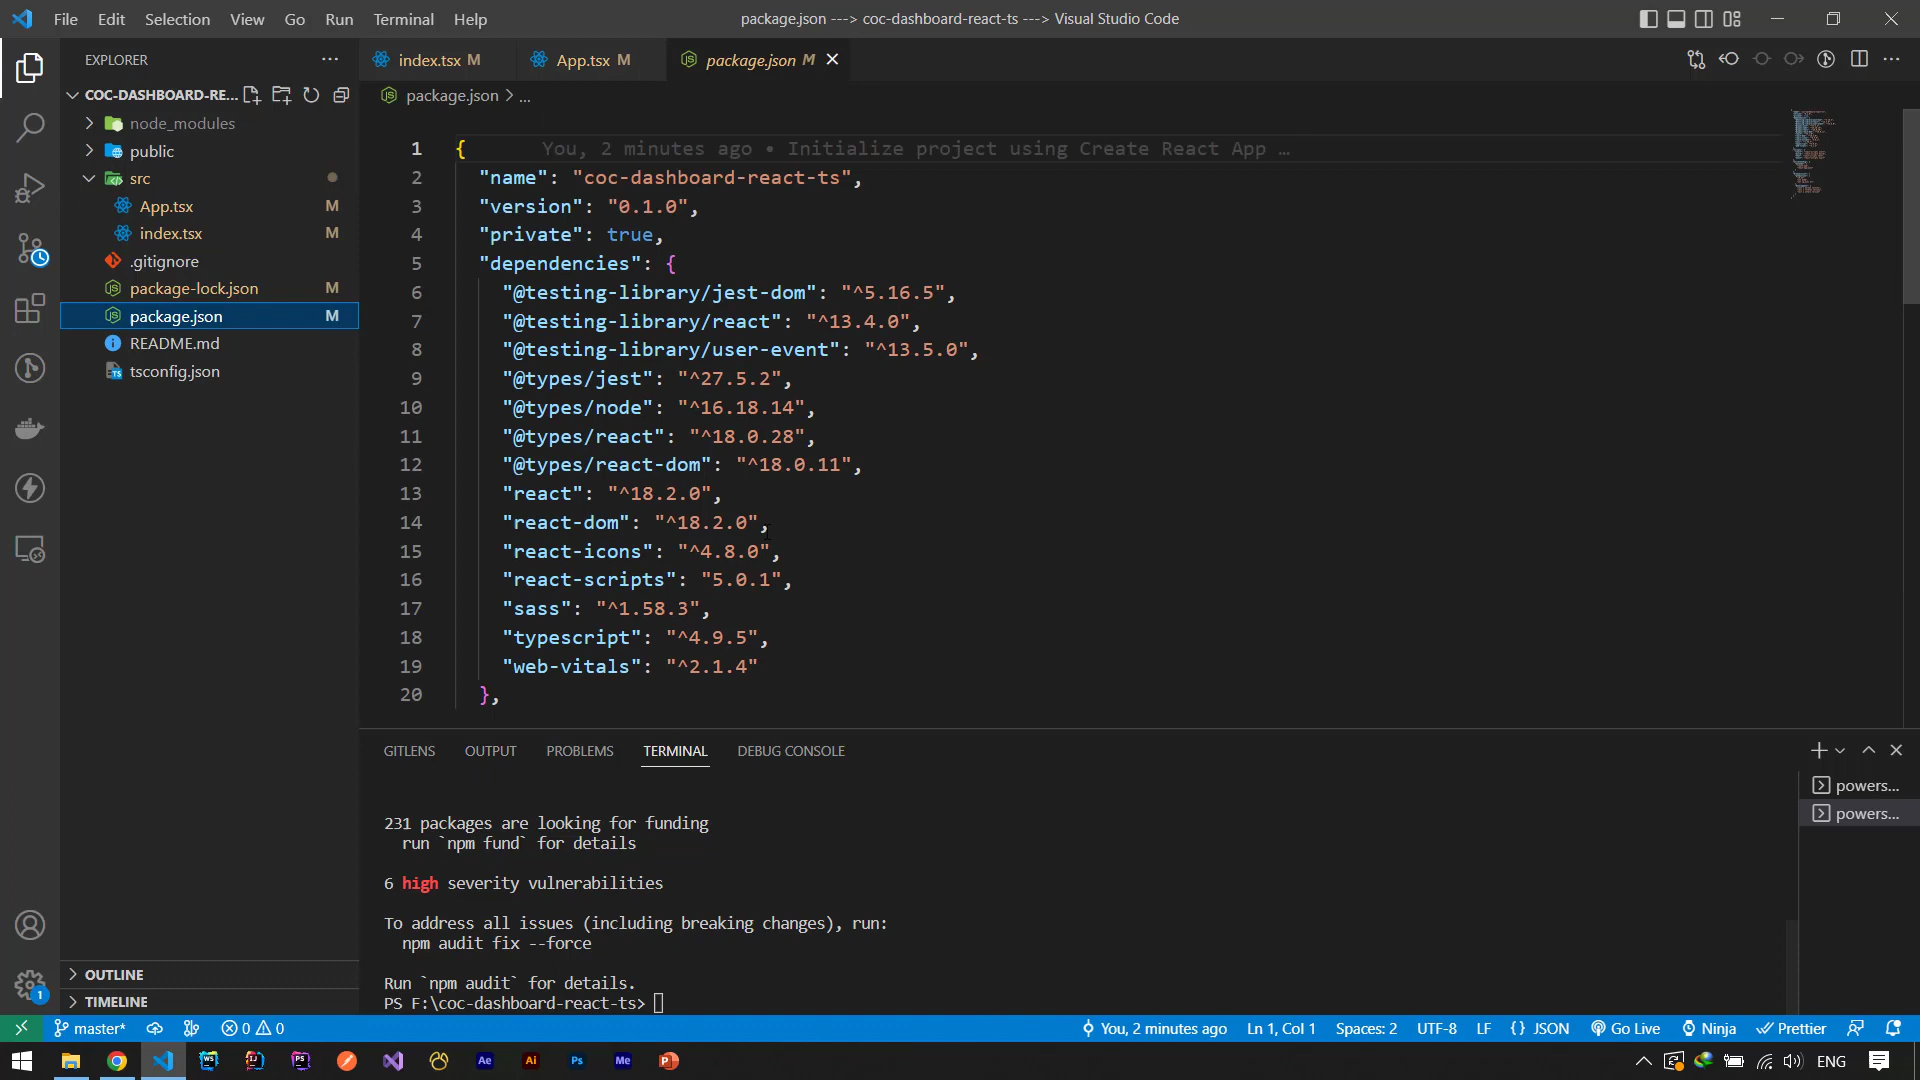 File Edit Selection View Go Run Terminal Help
package.json ---> coc-dashboard-react-ts ---> Visual Studio Code
EXPLORER
COC-DASHBOARD-RE...
node_modules
public
src
App.tsx M
index.tsx M
.gitignore
package-lock.json M
package.json M
README.md
tsconfig.json
OUTLINE
TIMELINE
index.tsx M
App.tsx M
package.json M
package.json > ...
1 { You, 2 minutes ago • Initialize project using Create React App …
2 "name": "coc-dashboard-react-ts",
3 "version": "0.1.0",
4 "private": true,
5 "dependencies": {
6 "@testing-library/jest-dom": "^5.16.5",
7 "@testing-library/react": "^13.4.0",
8 "@testing-library/user-event": "^13.5.0",
9 "@types/jest": "^27.5.2",
10 "@types/node": "^16.18.14",
11 "@types/react": "^18.0.28",
12 "@types/react-dom": "^18.0.11",
13 "react": "^18.2.0",
14 "react-dom": "^18.2.0",
15 "react-icons": "^4.8.0",
16 "react-scripts": "5.0.1",
17 "sass": "^1.58.3",
18 "typescript": "^4.9.5",
19 "web-vitals": "^2.1.4"
20 },
GITLENS OUTPUT PROBLEMS TERMINAL DEBUG CONSOLE
231 packages are looking for funding
run `npm fund` for details
6 high severity vulnerabilities
To address all issues (including breaking changes), run:
npm audit fix --force
Run `npm audit` for details.
PS F:\coc-dashboard-react-ts>
powers...
powers...
1
master* 0 0
You, 2 minutes ago Ln 1, Col 1 Spaces: 2 UTF-8 LF {} JSON Go Live Ninja Prettier
WS IJ PS Ae Ai Ps Me P
ENG